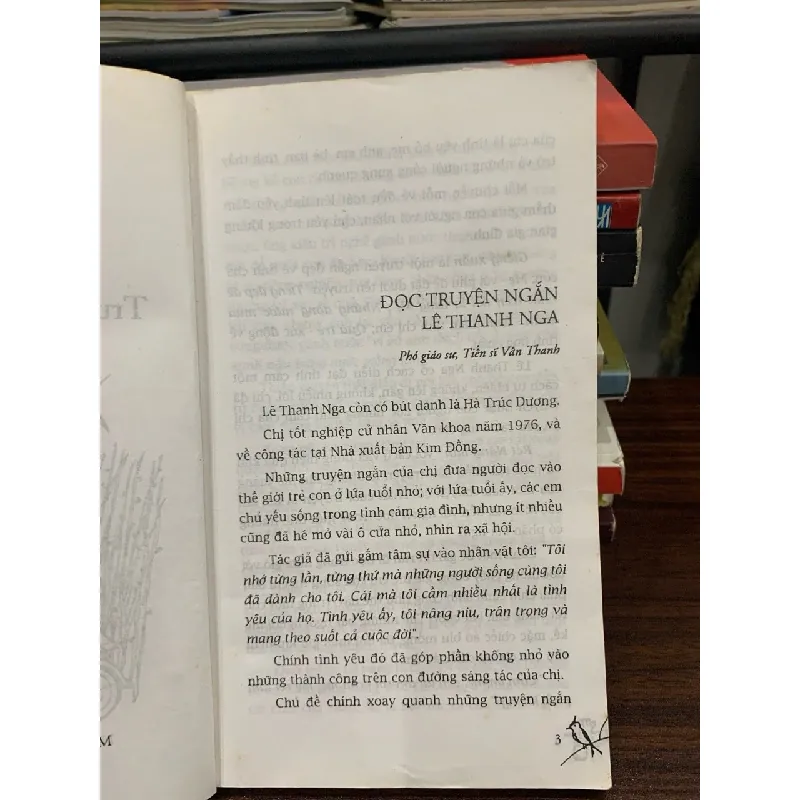 ĐỌC TRUYỆN NGẮN
LÊ THANH NGA
Phó giáo sư, Tiến sĩ Vân Thanh
Lê Thanh Nga còn có bút danh là Hà Trúc Dương.
Chị tốt nghiệp cử nhân Văn khoa năm 1976, và
về công tác tại Nhà xuất bản Kim Đồng.
Những truyện ngắn của chị đưa người đọc vào
thế giới trẻ con ở lứa tuổi nhỏ; với lứa tuổi ấy, các em
chủ yếu sống trong tình cảm gia đình, nhưng ít nhiều
cũng đã hé mở vài ô cửa nhỏ, nhìn ra xã hội.
Tác giả đã gửi gắm tâm sự vào nhân vật tôi: "Tôi
nhớ từng lần, từng thứ mà những người sống cùng tôi
đã dành cho tôi. Cái mà tôi cầm nhiều nhất là tình
yêu của họ. Tình yêu ấy, tôi nâng niu, trân trọng và
mang theo suốt cả cuộc đời".
Chính tình yêu đó đã góp phần không nhỏ vào
những thành công trên con đường sáng tác của chị.
Chủ đề chính xoay quanh những truyện ngắn
3